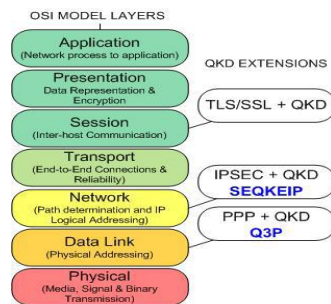 OSI MODEL LAYERS
Application
(Network process to application)
Presentation
Data Representation &
Encryption
QKD EXTENSIONS
Session
(Inter-host Communication)
TLS/SSL + QKD
Transport
(End-to-End Connections &
Reliability)
Network
(Path determination and IP
Logical Addressing)
IPSEC + QKD
SEQKEIP
Data Link
(Physical Addressing)
PPP + QKD
Q3P
Physical
(Media, Signal & Binary
Transmission)